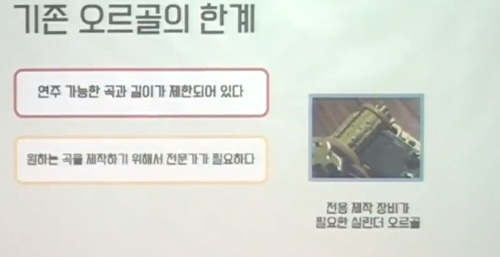 기존 오르골의 한계
연주 가능한 곡과 길이가 제한되어 있다
원하는 곡을 제작하기 위해서 전문가가 필요하다
전용 제작 장비가
필요한 실린더 오르골